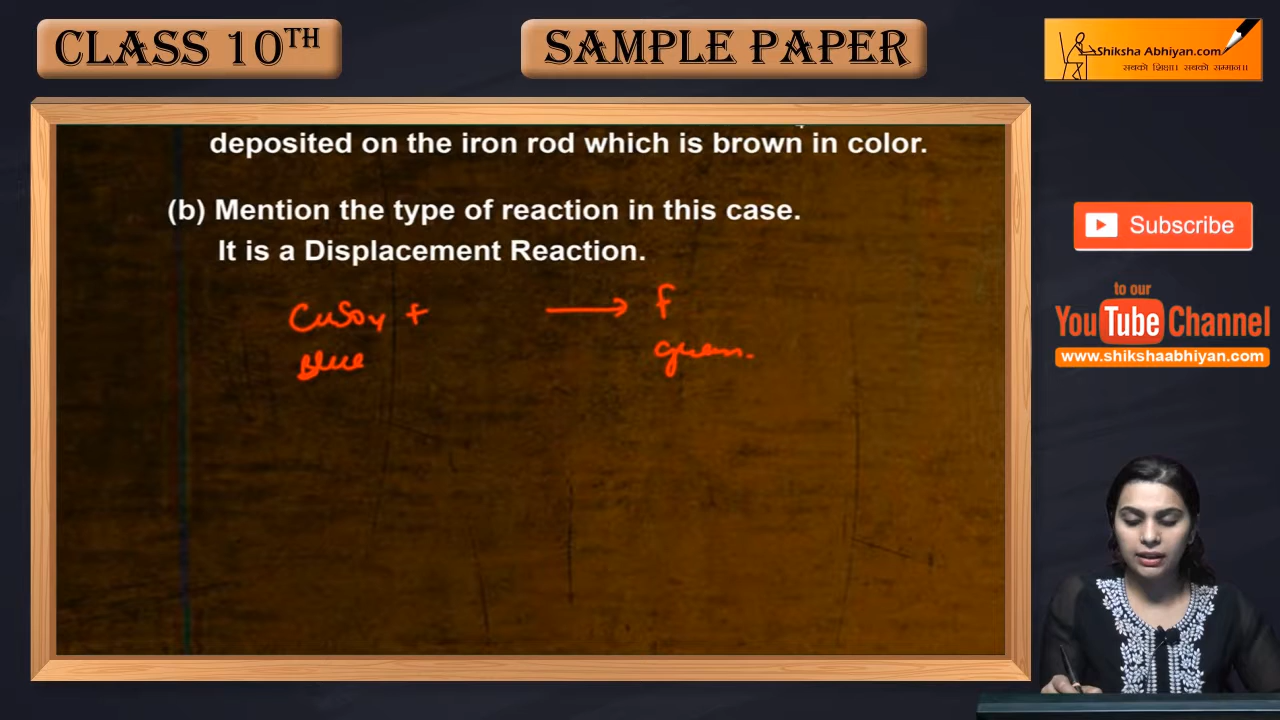 CLASS 10TH
SAMPLE PAPER
Shiksha Abhiyan.com
सबको शिक्षा। सबको सम्मान।।
deposited on the iron rod which is brown in color.
(b) Mention the type of reaction in this case.
It is a Displacement Reaction.
CuSO4 + → f
Blue green.
Subscribe
to our
YouTube Channel
www.shikshaabhiyan.com